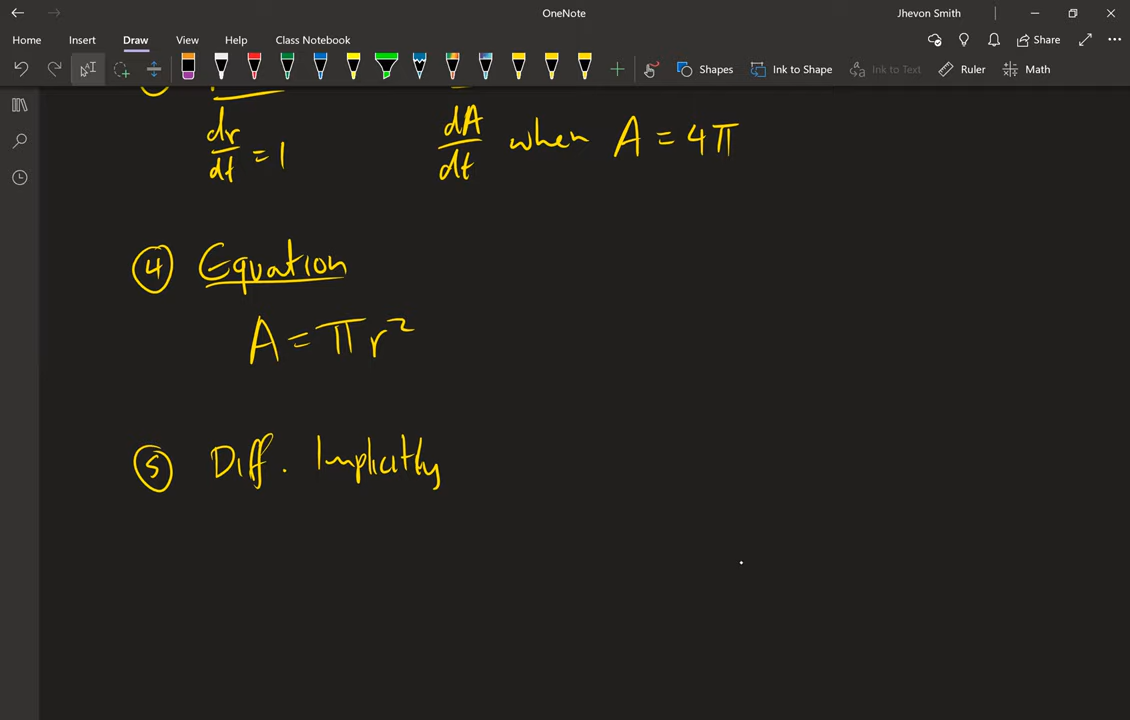 OneNote
Jhevon Smith
Home Insert Draw View Help Class Notebook
Share
Shapes Ink to Shape Ink to Text Ruler Math
dr/dt = 1
dA/dt when A = 4π
④ Equation
A = πr²
⑤ Diff. Implicitly